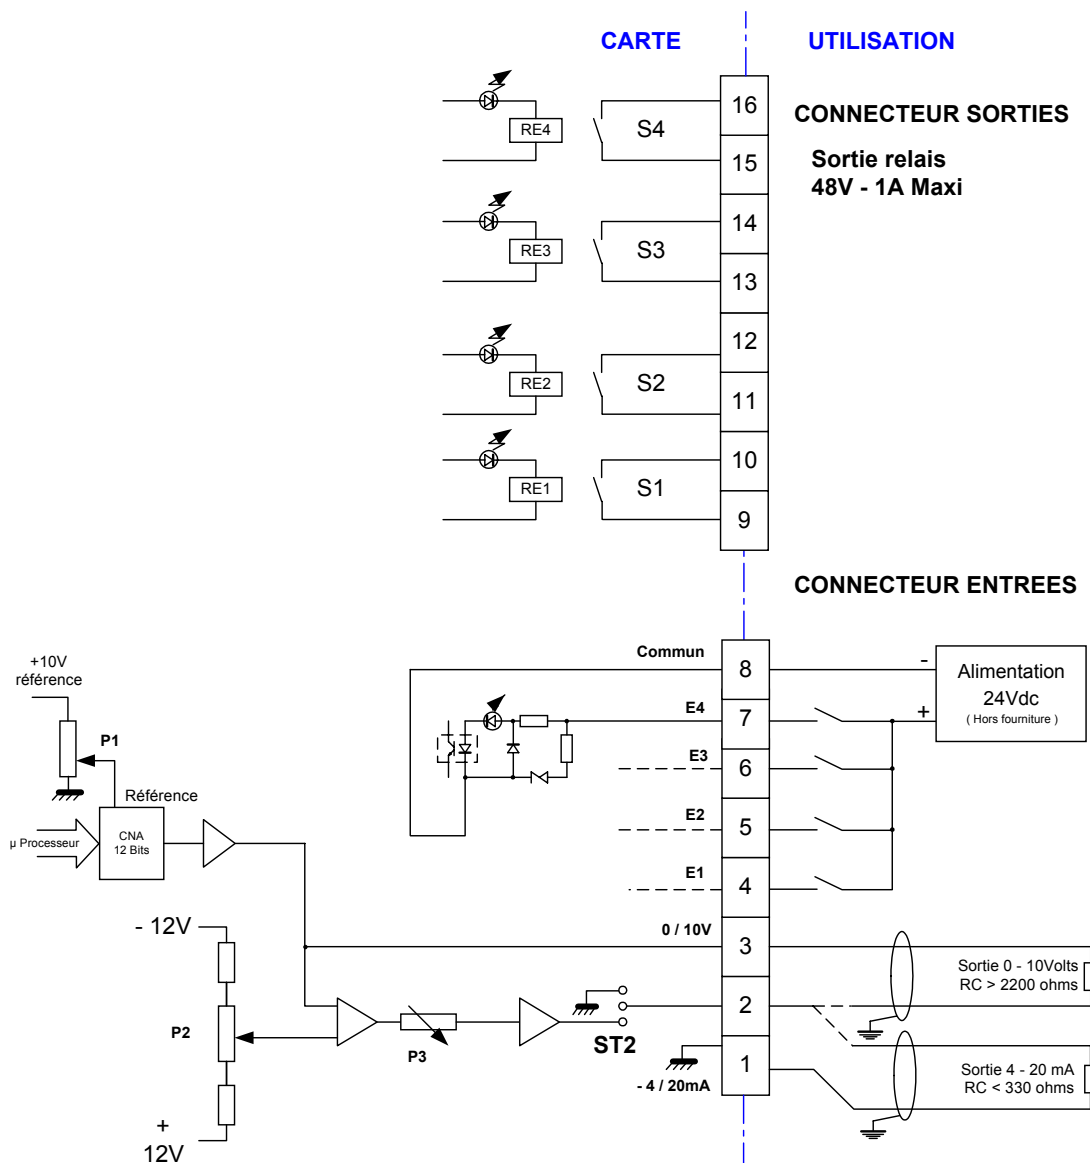 CARTE
UTILISATION
16
CONNECTEUR SORTIES
RE4
S4
15
Sortie relais
48V - 1A Maxi
14
RE3
S3
13
12
RE2
S2
11
10
RE1
S1
9
CONNECTEUR ENTREES
Commun
8
-
Alimentation
24Vdc
( Hors fourniture )
+
+10V
référence
E4
7
P1
E3
6
Référence
E2
5
µ Processeur
CNA
12 Bits
E1
4
- 12V
0 / 10V
3
Sortie 0 - 10Volts
RC > 2200 ohms
2
P2
P3
ST2
1
- 4 / 20mA
Sortie 4 - 20 mA
RC < 330 ohms
+
12V